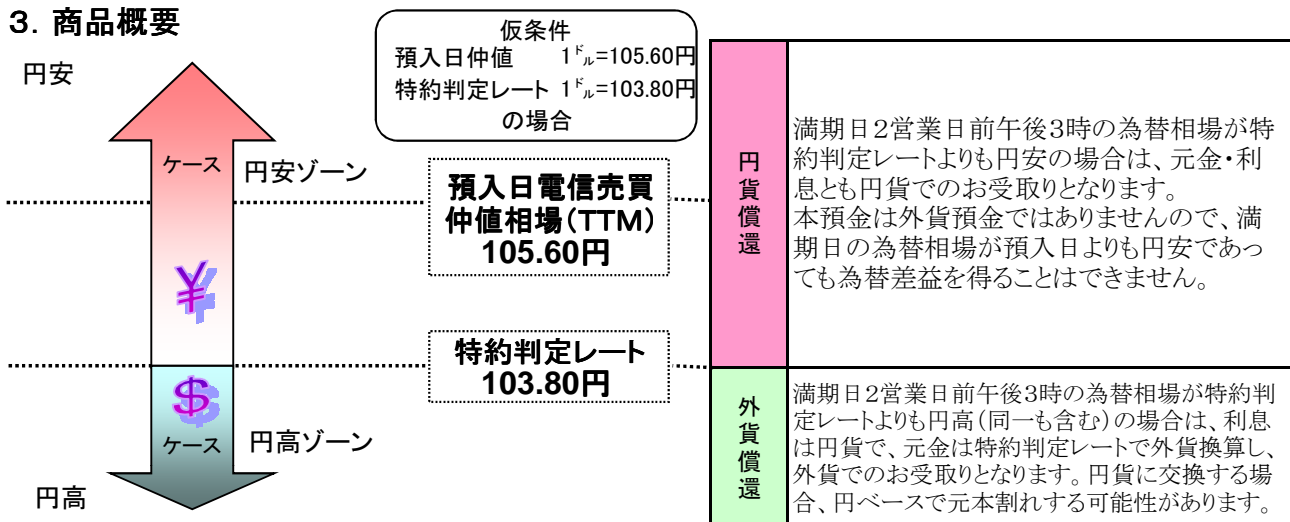 3．商品概要
仮条件
預入日仲値　1㌦=105.60円
特約判定レート 1㌦=103.80円
の場合
円安
ケース
円安ゾーン
預入日電信売買
仲値相場（TTM）
105.60円
¥
特約判定レート
103.80円
$
ケース
円高ゾーン
円高
円貨償還
満期日2営業日前午後3時の為替相場が特
約判定レートよりも円安の場合は、元金・利
息とも円貨でのお受取りとなります。
本預金は外貨預金ではありませんので、満
期日の為替相場が預入日よりも円安であっ
ても為替差益を得ることはできません。
外貨償還
満期日2営業日前午後3時の為替相場が特約判
定レートよりも円高（同一も含む）の場合は、利息
は円貨で、元金は特約判定レートで外貨換算し、
外貨でのお受取りとなります。円貨に交換する場
合、円ベースで元本割れする可能性があります。